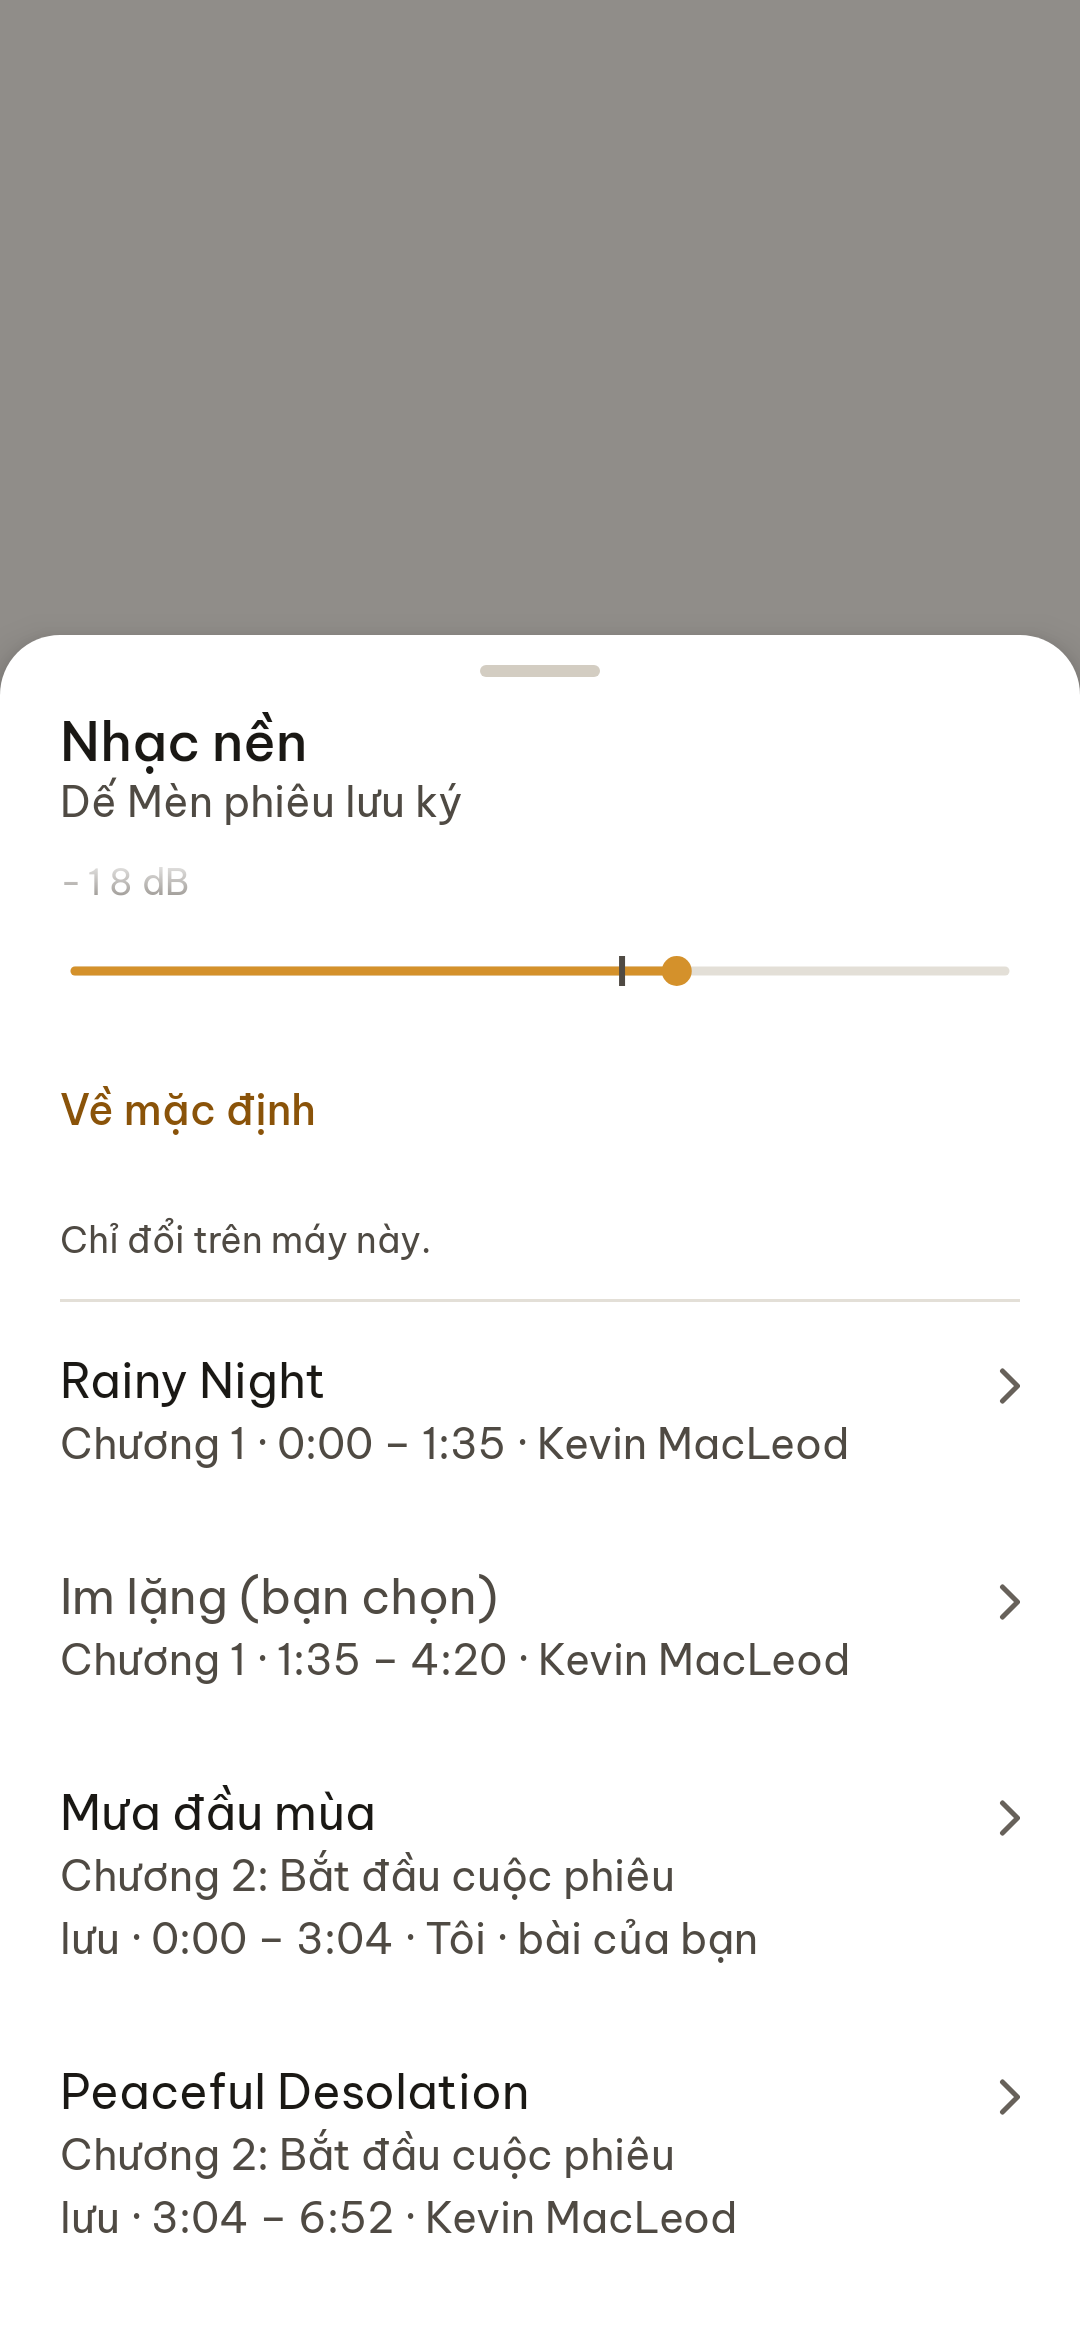 Nhạc nền
Dế Mèn phiêu lưu ký
-18 dB
Về mặc định
Chỉ đổi trên máy này.
Rainy Night
Chương 1 · 0:00 – 1:35 · Kevin MacLeod
Im lặng (bạn chọn)
Chương 1 · 1:35 – 4:20 · Kevin MacLeod
Mưa đầu mùa
Chương 2: Bắt đầu cuộc phiêu
lưu · 0:00 – 3:04 · Tôi · bài của bạn
Peaceful Desolation
Chương 2: Bắt đầu cuộc phiêu
lưu · 3:04 – 6:52 · Kevin MacLeod